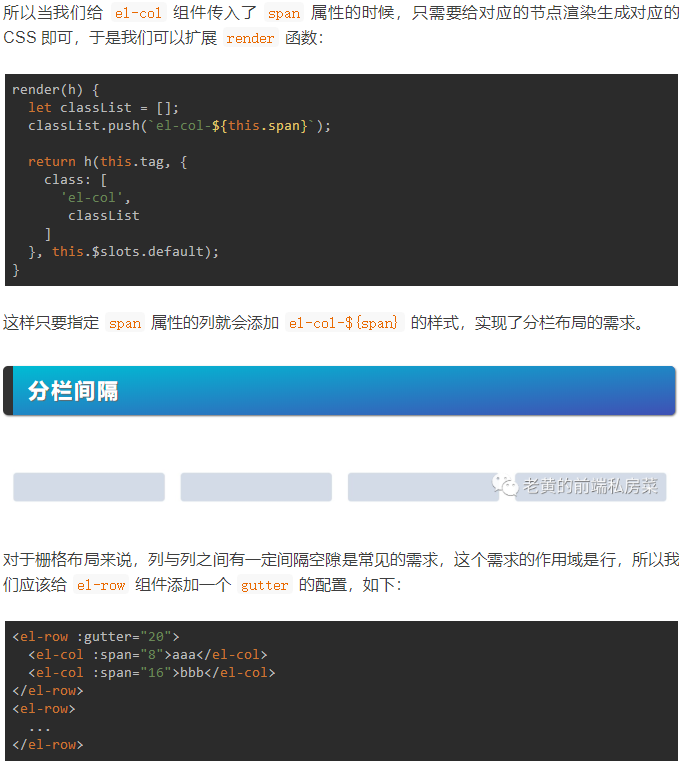 所以当我们给 el-col 组件传入了 span 属性的时候，只需要给对应的节点渲染生成对应的
CSS 即可，于是我们可以扩展 render 函数：
render(h) {
  let classList = [];
  classList.push(`el-col-${this.span}`);
  return h(this.tag, {
    class: [
      'el-col',
       classList
    ]
  }, this.$slots.default);
}
这样只要指定 span 属性的列就会添加 el-col-${span} 的样式，实现了分栏布局的需求。
分栏间隔
老黄的前端私房菜
对于栅格布局来说，列与列之间有一定间隔空隙是常见的需求，这个需求的作用域是行，所以我
们应该给 el-row 组件添加一个 gutter 的配置，如下：
<el-row :gutter="20">
  <el-col :span="8">aaa</el-col>
  <el-col :span="16">bbb</el-col>
</el-row>
<el-row>
  ...
</el-row>